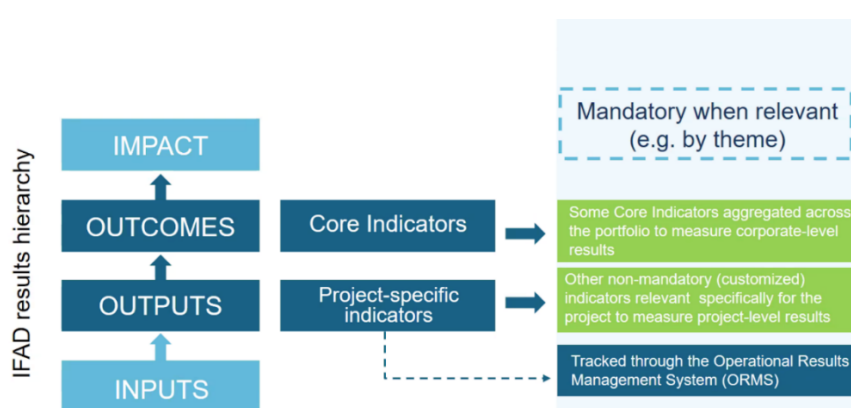 IFAD results hierarchy
IMPACT
OUTCOMES
OUTPUTS
INPUTS
Core Indicators
Project-specific
indicators
Mandatory when relevant
(e.g. by theme)
Some Core Indicators aggregated across
the portfolio to measure corporate-level
results
Other non-mandatory (customized)
indicators relevant specifically for the
project to measure project-level results
Tracked through the Operational Results
Management System (ORMS)